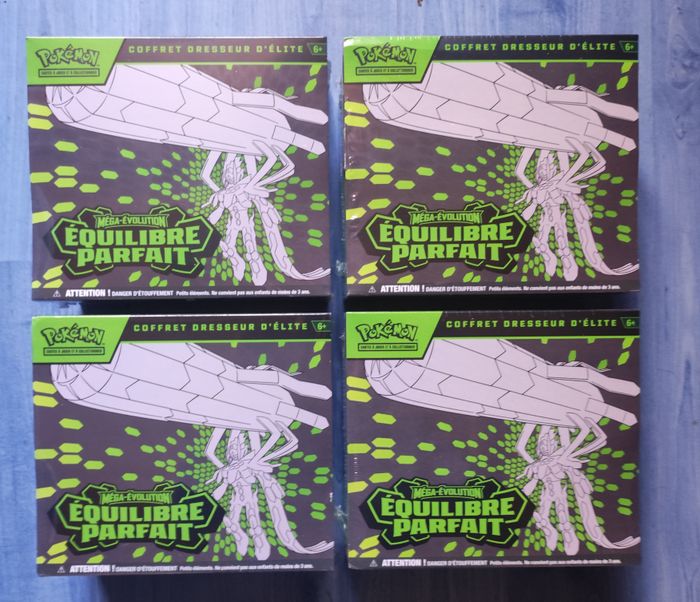 POKéMON
CARTES À JOUER ET À COLLECTIONNER
COFFRET DRESSEUR D'ÉLITE 6+
MÉGA-ÉVOLUTION
ÉQUILIBRE
PARFAIT
ATTENTION ! DANGER D'ÉTOUFFEMENT Petits éléments. Ne convient pas aux enfants de moins de 3 ans.
POKéMON
CARTES À JOUER ET À COLLECTIONNER
COFFRET DRESSEUR D'ÉLITE 6+
MÉGA-ÉVOLUTION
ÉQUILIBRE
PARFAIT
ATTENTION ! DANGER D'ÉTOUFFEMENT Petits éléments. Ne convient pas aux enfants de moins de 3 ans.
POKéMON
CARTES À JOUER ET À COLLECTIONNER
COFFRET DRESSEUR D'ÉLITE 6+
MÉGA-ÉVOLUTION
ÉQUILIBRE
PARFAIT
ATTENTION ! DANGER D'ÉTOUFFEMENT Petits éléments. Ne convient pas aux enfants de moins de 3 ans.
POKéMON
CARTES À JOUER ET À COLLECTIONNER
COFFRET DRESSEUR D'ÉLITE 6+
MÉGA-ÉVOLUTION
ÉQUILIBRE
PARFAIT
ATTENTION ! DANGER D'ÉTOUFFEMENT Petits éléments. Ne convient pas aux enfants de moins de 3 ans.